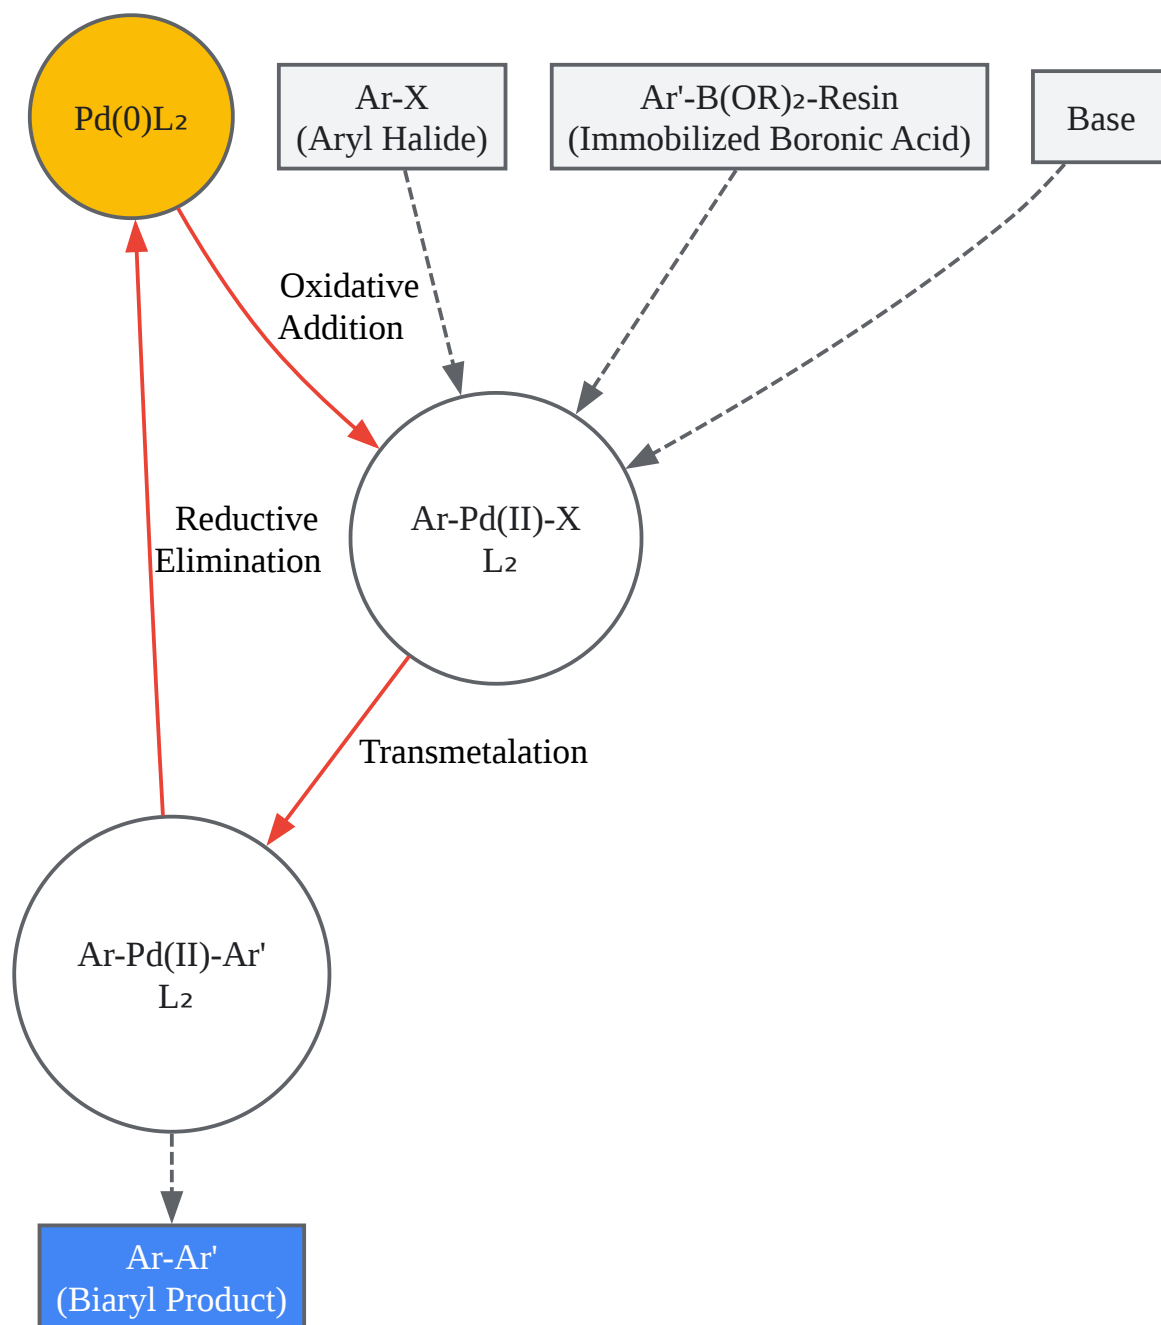 Pd(0)L₂
Ar-X
(Aryl Halide)
Ar'-B(OR)₂-Resin
(Immobilized Boronic Acid)
Base
Oxidative
Addition
Reductive
Elimination
Ar-Pd(II)-X
L₂
Transmetalation
Ar-Pd(II)-Ar'
L₂
Ar-Ar'
(Biaryl Product)